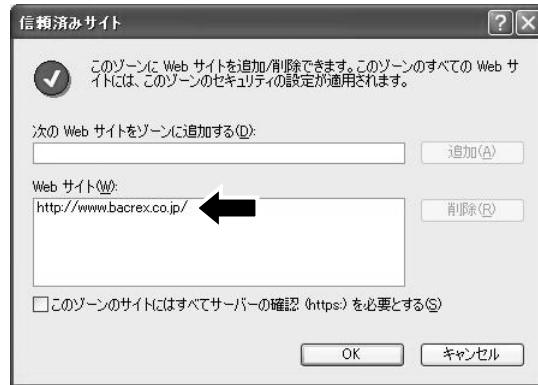 信頼済みサイト
このゾーンに Web サイトを追加/削除できます。このゾーンのすべての Web サ
イトには、このゾーンのセキュリティの設定が適用されます。
次の Web サイトをゾーンに追加する(D):
追加(A)
Web サイト(W):
http://www.bacrex.co.jp/
削除(R)
このゾーンのサイトにはすべてサーバーの確認 (https:) を必要とする(S)
OK
キャンセル